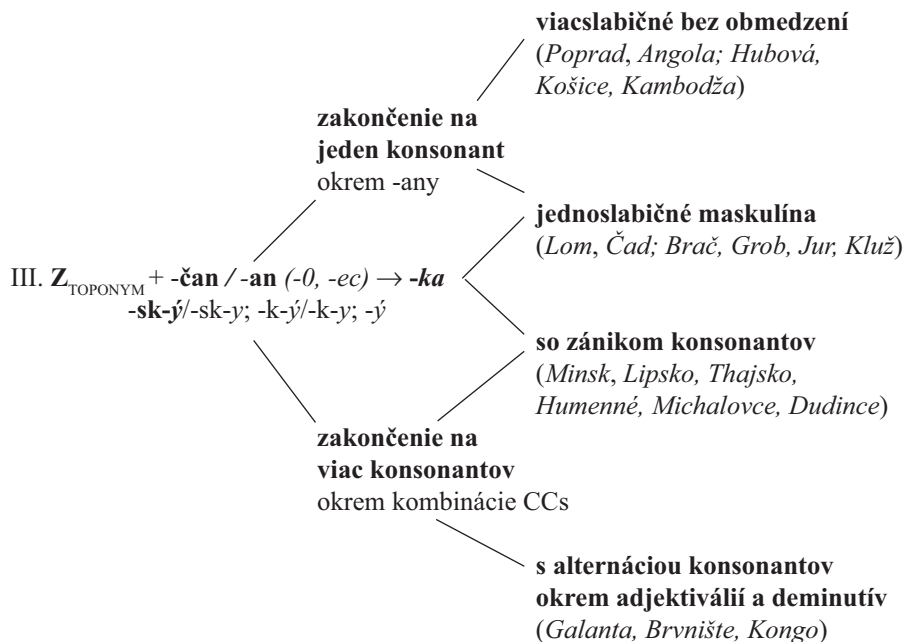 viacslabičné bez obmedzení
(Poprad, Angola; Hubová,
Košice, Kambodža)
zakončenie na
jeden konsonant
okrem -any
jednoslabičné maskulína
(Lom, Čad; Brač, Grob, Jur, Kluž)
III. Z TOPONYM + -čan / -an (-0, -ec) → -ka
-sk-ý/-sk-y; -k-ý/-k-y; -ý
so zánikom konsonantov
(Minsk, Lipsko, Thajsko,
Humenné, Michalovce, Dudince)
zakončenie na
viac konsonantov
okrem kombinácie CCs
s alternáciou konsonantov
okrem adjektiválií a deminutív
(Galanta, Brvnište, Kongo)